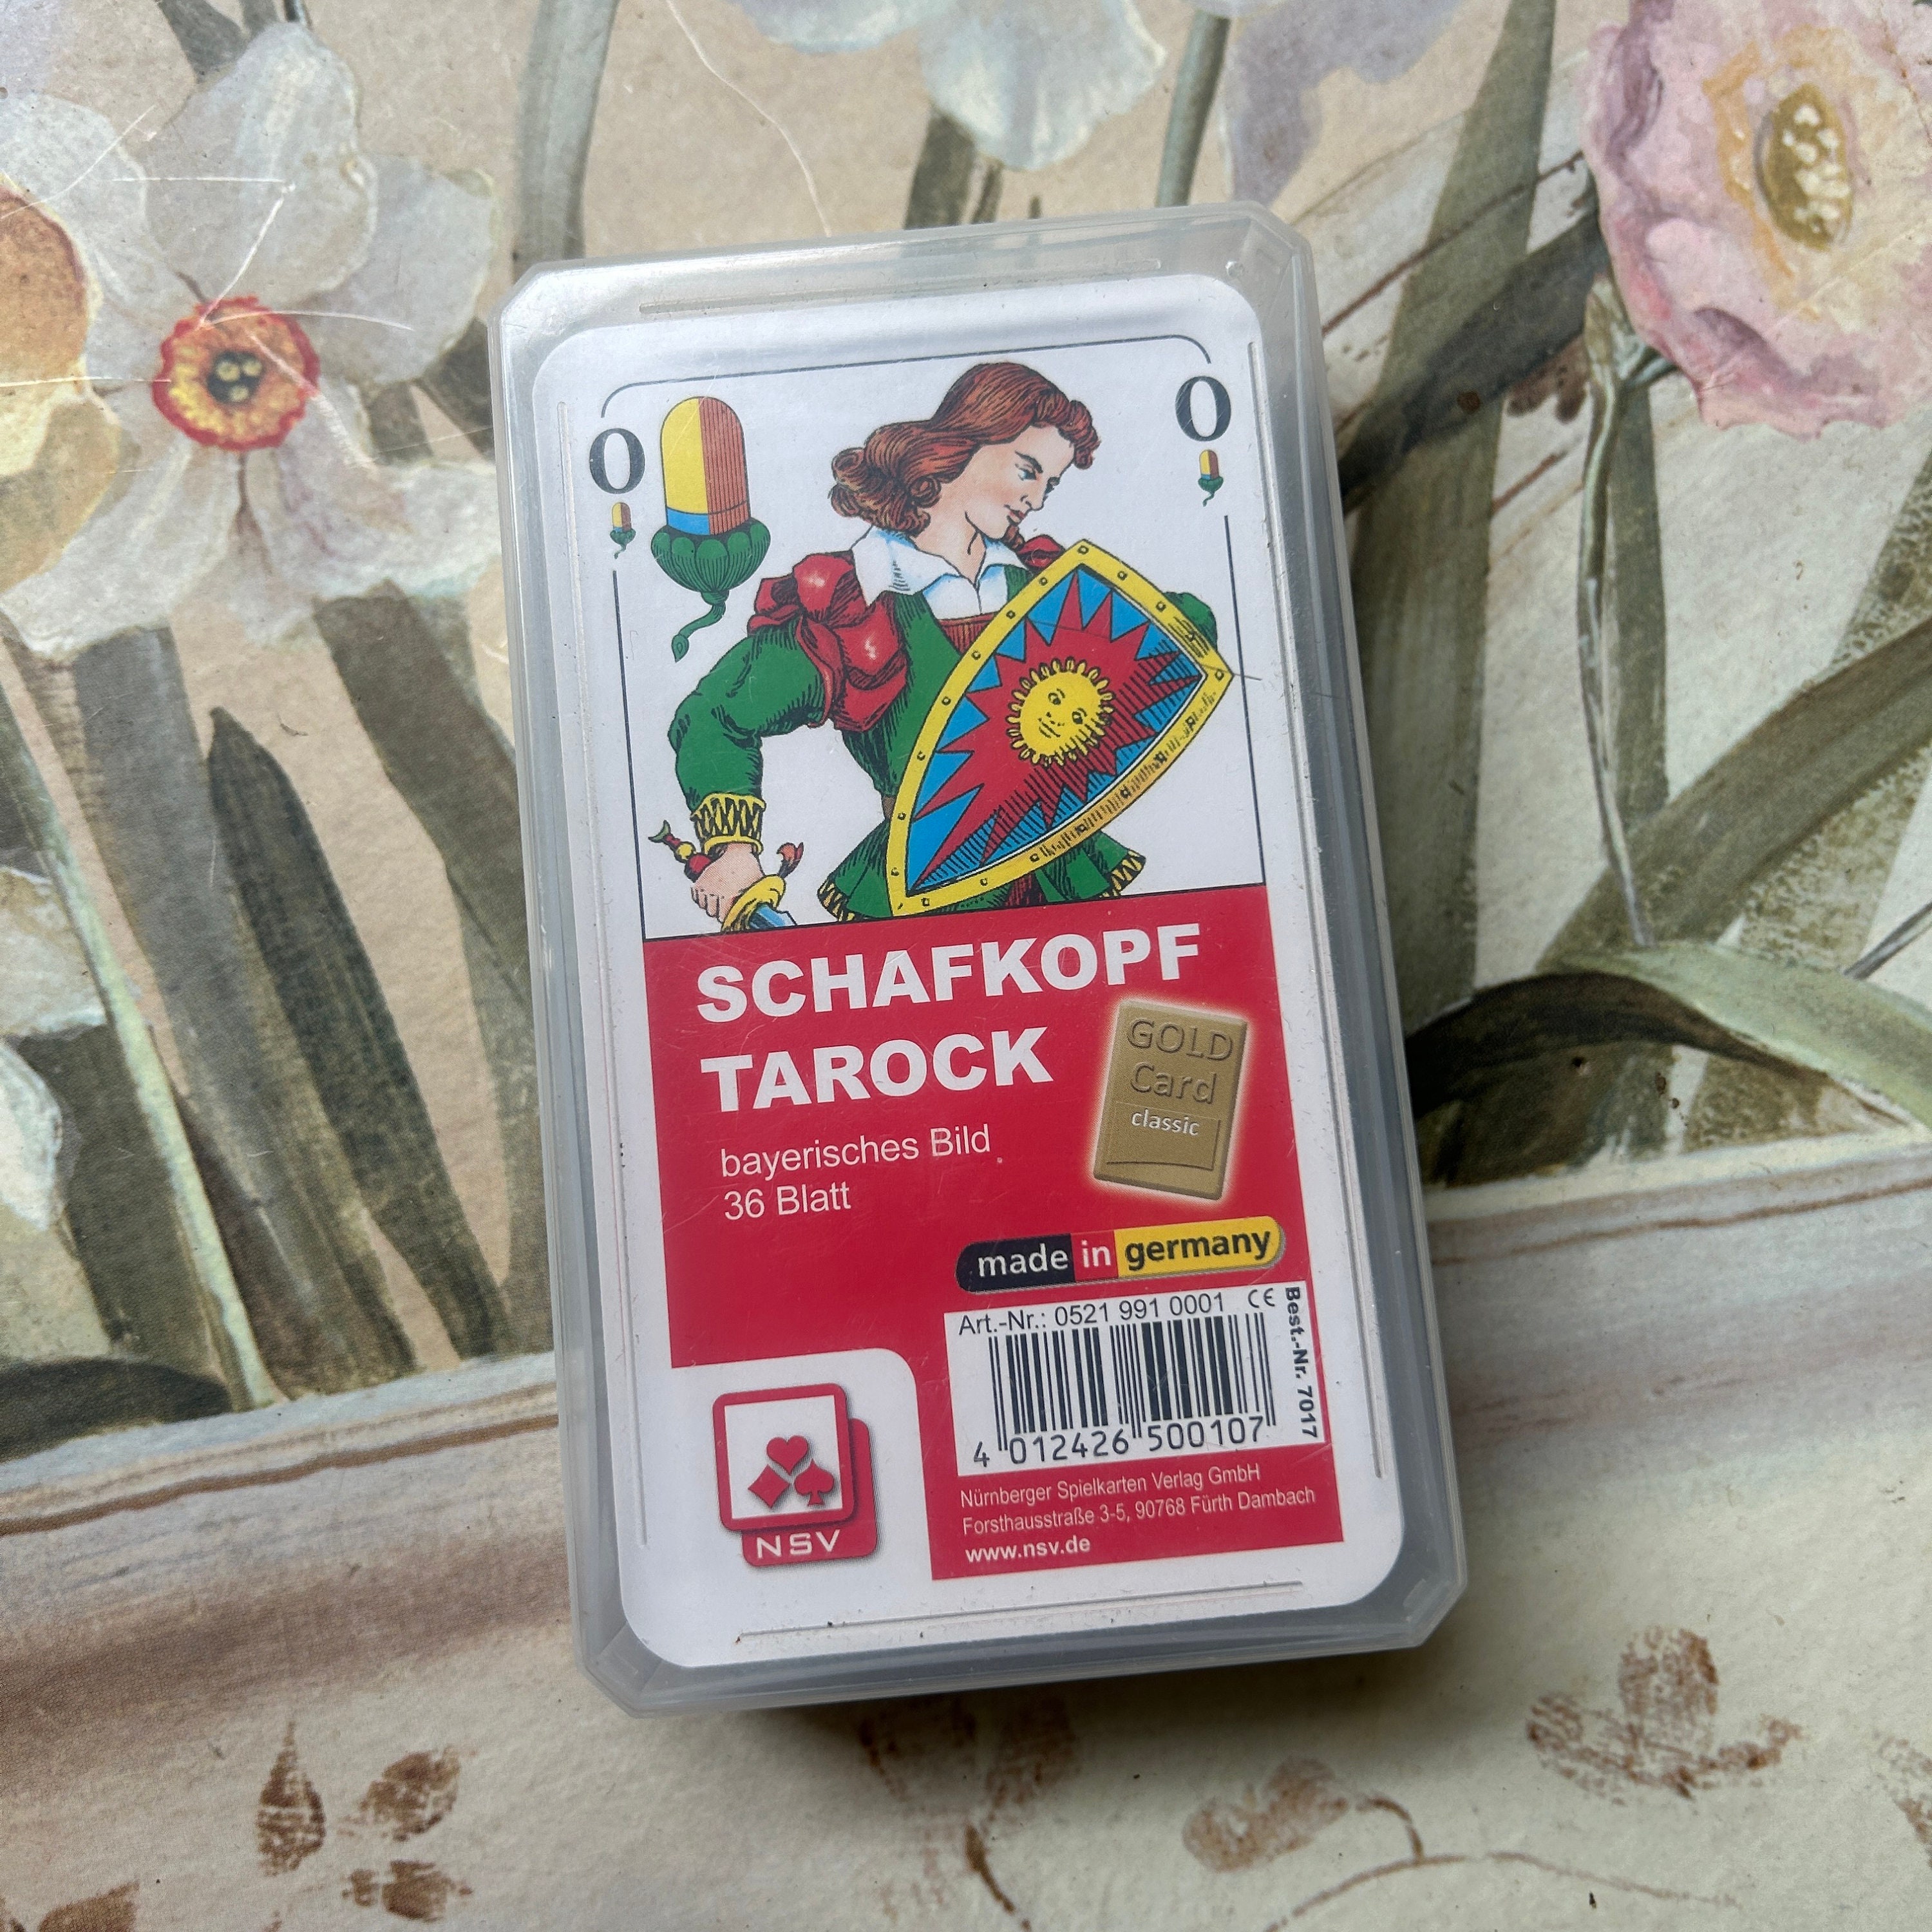 O
O
SCHAFKOPF
TAROCK
GOLD
Card
classic
bayerisches Bild
36 Blatt
made in germany
Art.-Nr.: 0521 991 0001 CE
Best.-Nr. 7017
4 012426 500107
NSV
Nürnberger Spielkarten Verlag GmbH
Forsthausstraße 3-5, 90768 Fürth Dambach
www.nsv.de